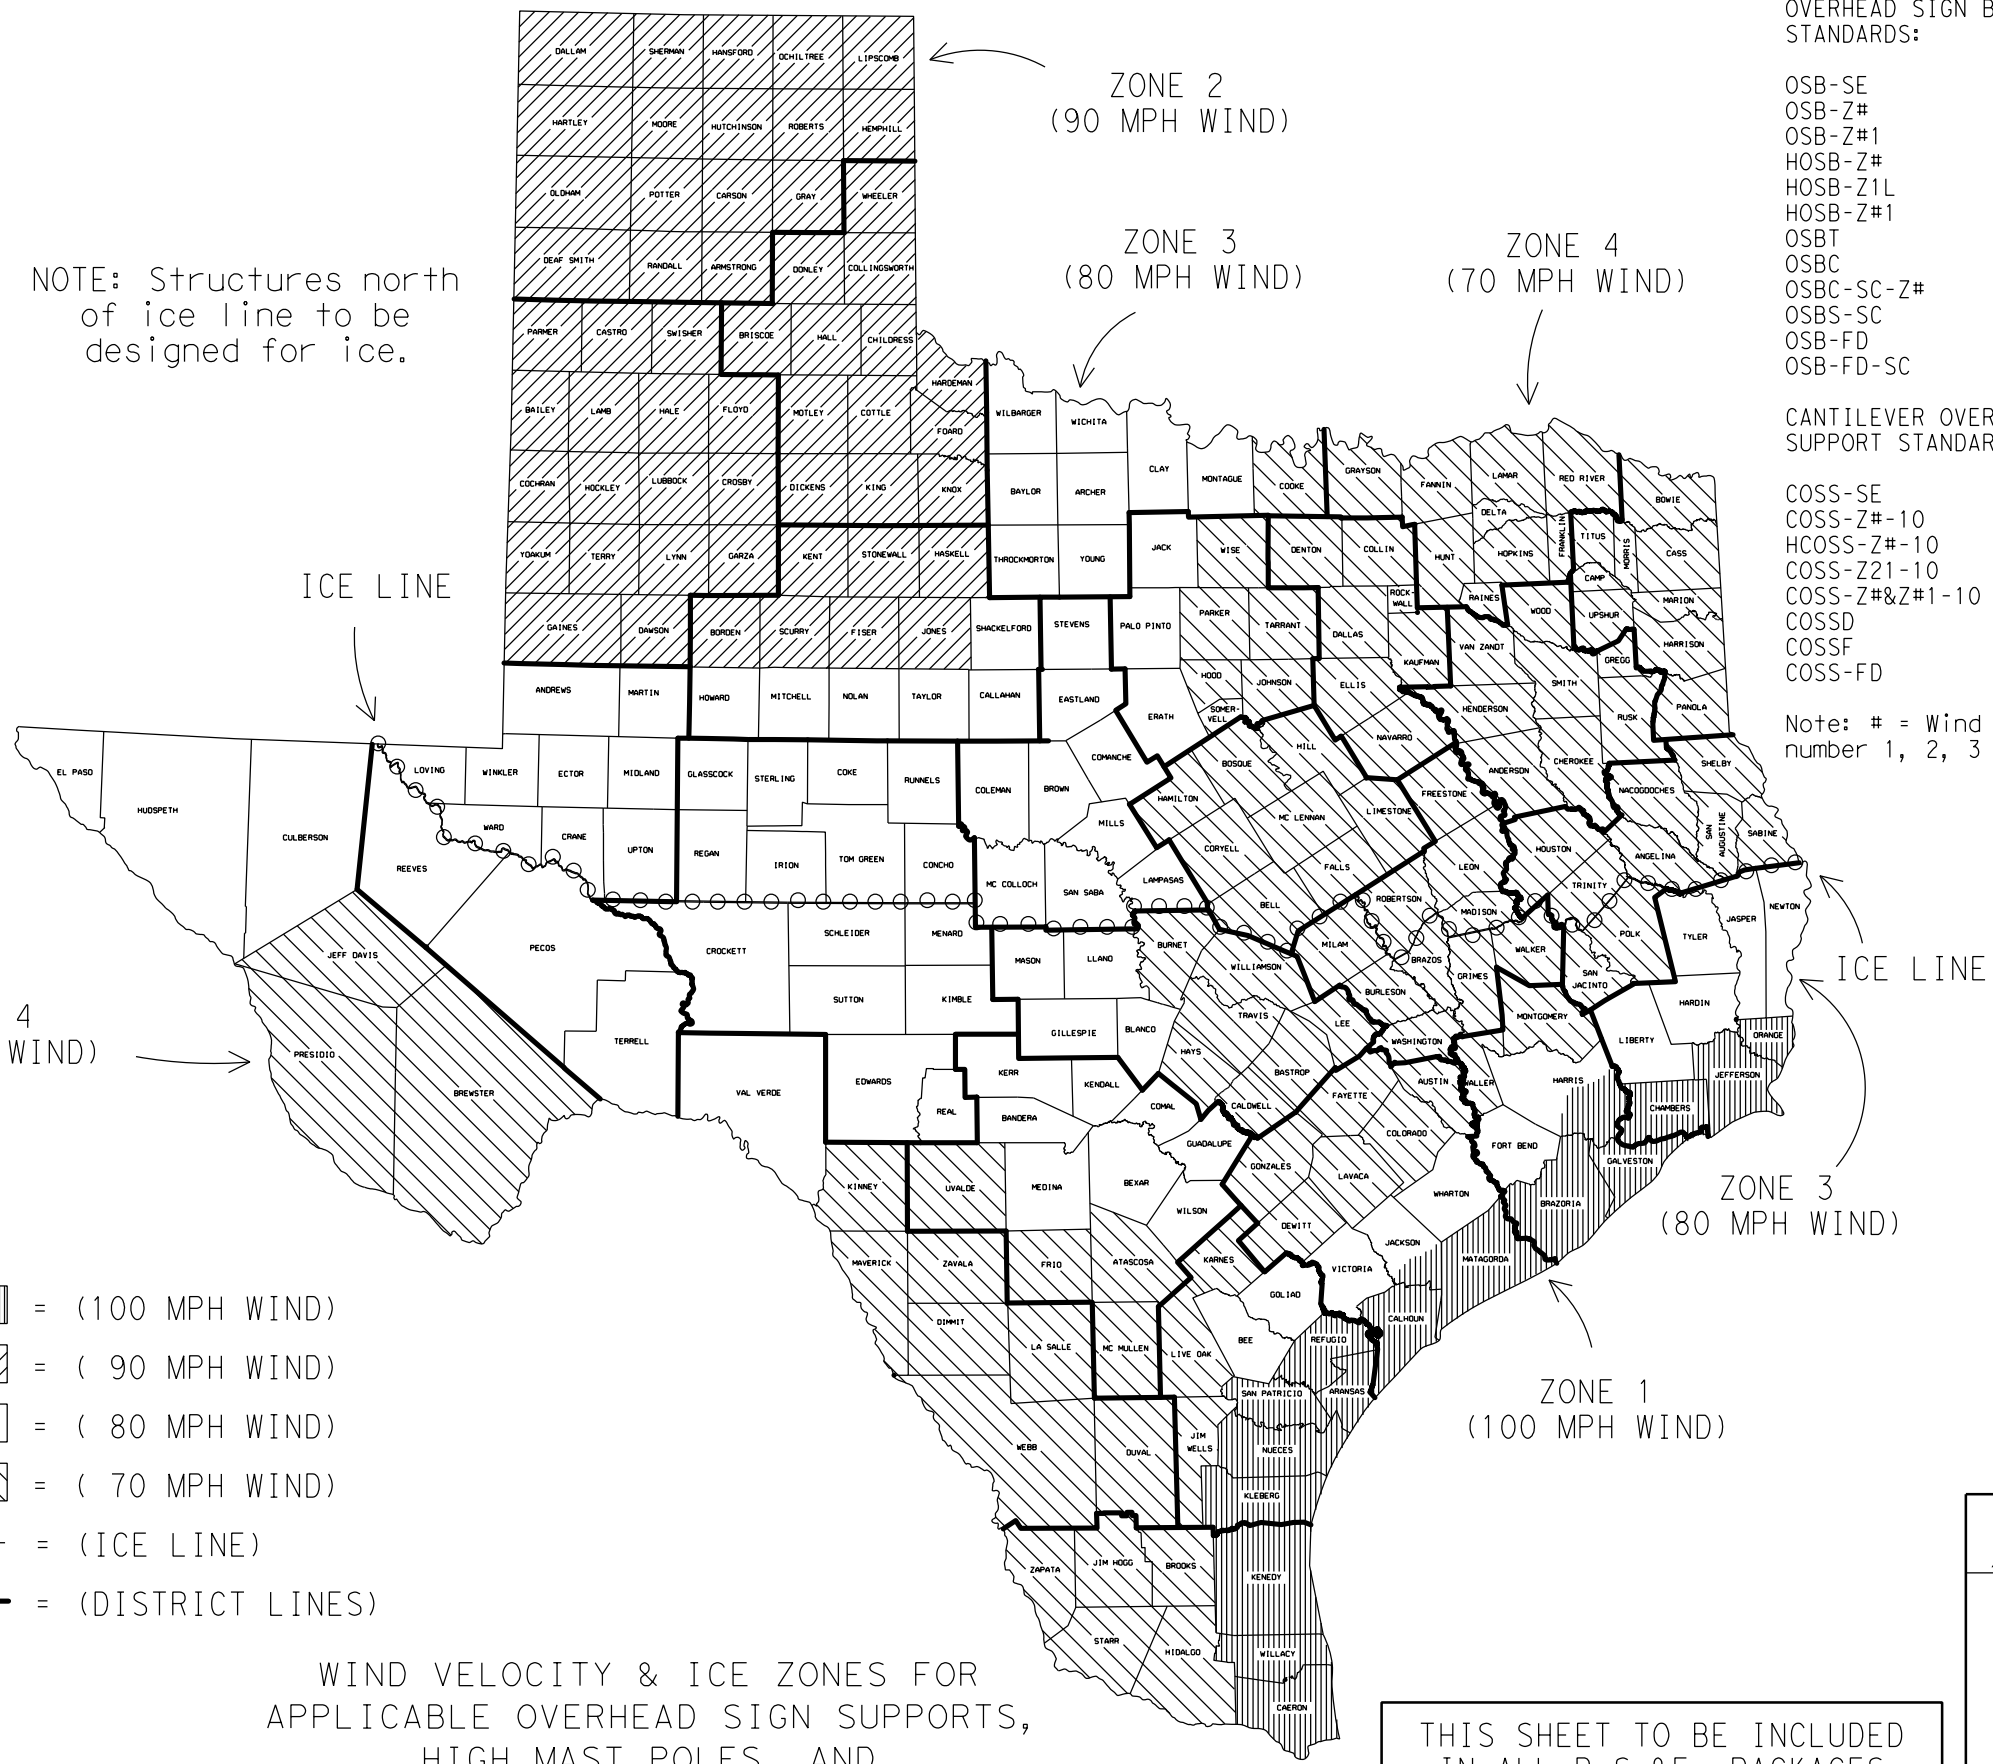 OVERHEAD SIGN B
STANDARDS:
OSB-SE
OSB-Z#
OSB-Z#1
HOSB-Z#
HOSB-Z1L
HOSB-Z#1
OSBT
OSBC
OSBC-SC-Z#
OSBS-SC
OSB-FD
OSB-FD-SC
CANTILEVER OVER
SUPPORT STANDAR
COSS-SE
COSS-Z#-10
HCOSS-Z#-10
COSS-Z21-10
COSS-Z#&Z#1-10
COSSD
COSSF
COSS-FD
Note: # = Wind
number 1, 2, 3
ZONE 2
(90 MPH WIND)
ZONE 3
(80 MPH WIND)
ZONE 4
(70 MPH WIND)
NOTE: Structures north
of ice line to be
designed for ice.
ICE LINE
DALLAM
SHERMAN
HANSFORD
OCHILTREE
LIPSCOMB
HARTLEY
MOORE
HUTCHINSON
ROBERTS
HEMPHILL
OLDHAM
POTTER
CARSON
GRAY
WHEELER
DEAF SMITH
RANDALL
ARMSTRONG
DONLEY
COLLINGSWORTH
PARMER
CASTRO
SWISHER
BRISCOE
HALL
CHILDRESS
HARDEMAN
BAILEY
LAMB
HALE
FLOYD
MOTLEY
COTTLE
FOARD
WILBARGER
WICHITA
COCHRAN
HOCKLEY
LUBBOCK
CROSBY
DICKENS
KING
KNOX
BAYLOR
ARCHER
CLAY
MONTAGUE
COOKE
GRAYSON
FANNIN
LAMAR
RED RIVER
BOWIE
DELTA
FRANKLIN
TITUS
MORRIS
CASS
YOAKUM
TERRY
LYNN
GARZA
KENT
STONEWALL
HASKELL
THROCKMORTON
YOUNG
JACK
WISE
DENTON
COLLIN
HUNT
HOPKINS
CAMP
RAINES
WOOD
UPSHUR
MARION
HARRISON
GREGG
ROCK-
WALL
GAINES
DAWSON
BORDEN
SCURRY
FISER
JONES
SHACKELFORD
STEVENS
PALO PINTO
PARKER
TARRANT
DALLAS
KAUFMAN
VAN ZANDT
SMITH
RUSK
PANOLA
ANDREWS
MARTIN
HOWARD
MITCHELL
NOLAN
TAYLOR
CALLAHAN
EASTLAND
ERATH
HOOD
SOMER-
VELL
JOHNSON
ELLIS
HENDERSON
NAVARRO
HILL
BOSQUE
EL PASO
HUDSPETH
CULBERSON
REEVES
LOVING
WINKLER
ECTOR
MIDLAND
GLASSCOCK
STERLING
COKE
RUNNELS
COLEMAN
BROWN
COMANCHE
MILLS
HAMILTON
MC LENNAN
LIMESTONE
FREESTONE
ANDERSON
CHEROKEE
NACOGDOCHES
SHELBY
SAN
AUGUSTINE
SABINE
WARD
CRANE
UPTON
REGAN
IRION
TOM GREEN
CONCHO
MC COLLOCH
SAN SABA
LAMPASAS
CORYELL
FALLS
BELL
LEON
HOUSTON
ANGELINA
TRINITY
ROBERTSON
MADISON
MILAM
BRAZOS
WALKER
POLK
TYLER
JASPER
NEWTON
ICE LINE
JEFF DAVIS
PECOS
CROCKETT
SCHLEIDER
MENARD
MASON
LLANO
BURNET
WILLIAMSON
BURLESON
GRIMES
SAN
JACINTO
SUTTON
KIMBLE
GILLESPIE
BLANCO
TRAVIS
LEE
WASHINGTON
MONTGOMERY
LIBERTY
HARDIN
ORANGE
4
WIND)
PRESIDIO
BREWSTER
TERRELL
VAL VERDE
EDWARDS
REAL
KERR
KENDALL
BANDERA
HAYS
BASTROP
CALDWELL
COMAL
GUADALUPE
FAYETTE
AUSTIN
WALLER
HARRIS
CHAMBERS
JEFFERSON
COLORADO
FORT BEND
GALVESTON
KINNEY
UVALDE
MEDINA
BEXAR
WILSON
GONZALES
LAVACA
WHARTON
BRAZORIA
DEWITT
ZONE 3
(80 MPH WIND)
MAVERICK
ZAVALA
FRIO
ATASCOSA
KARNES
GOLIAD
VICTORIA
JACKSON
MATAGORDA
CALHOUN
DIMMIT
LA SALLE
MC MULLEN
LIVE OAK
BEE
REFUGIO
ARANSAS
SAN PATRICIO
WEBB
DUVAL
JIM
WELLS
NUECES
KLEBERG
ZONE 1
(100 MPH WIND)
ZAPATA
JIM HOGG
BROOKS
KENEDY
STARR
HIDALGO
WILLACY
CAERON
= (100 MPH WIND)
= ( 90 MPH WIND)
= ( 80 MPH WIND)
= ( 70 MPH WIND)
= (ICE LINE)
= (DISTRICT LINES)
WIND VELOCITY & ICE ZONES FOR
APPLICABLE OVERHEAD SIGN SUPPORTS,
HIGH MAST POLES, AND
THIS SHEET TO BE INCLUDED
IN ALL P.S.&E. PACKAGES